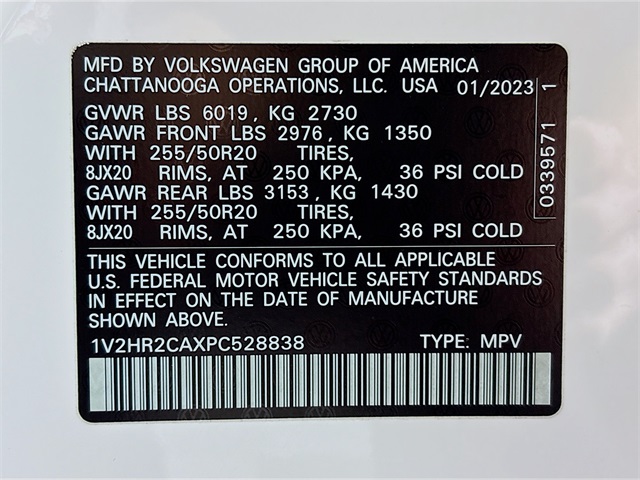 MFD BY VOLKSWAGEN GROUP OF AMERICA
CHATTANOOGA OPERATIONS, LLC. USA 01/2023
GVWR LBS 6019, KG 2730
GAWR FRONT LBS 2976, KG 1350
WITH 255/50R20 TIRES,
8JX20 RIMS, AT 250 KPA, 36 PSI COLD
GAWR REAR LBS 3153, KG 1430
WITH 255/50R20 TIRES,
8JX20 RIMS, AT 250 KPA, 36 PSI COLD
THIS VEHICLE CONFORMS TO ALL APPLICABLE
U.S. FEDERAL MOTOR VEHICLE SAFETY STANDARDS
IN EFFECT ON THE DATE OF MANUFACTURE
1V2HR2CAXPC528838 TYPE: MPV
0339571 1